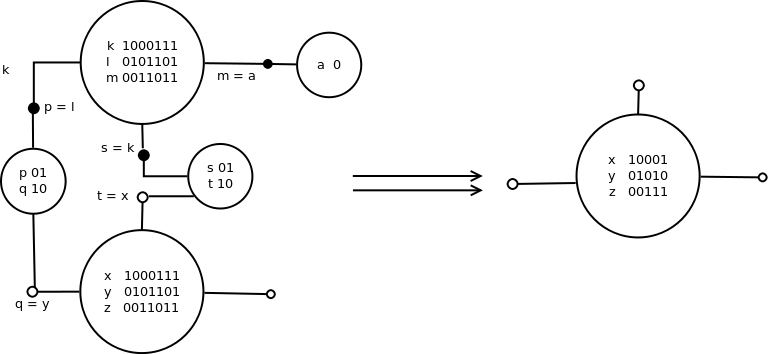 k 1000111
l 0101101
m 0011011
a 0
k
m = a
p = l
s = k
p 01
q 10
s 01
t 10
t = x
x 1000111
y 0101101
z 0011011
q = y
x 10001
y 01010
z 00111